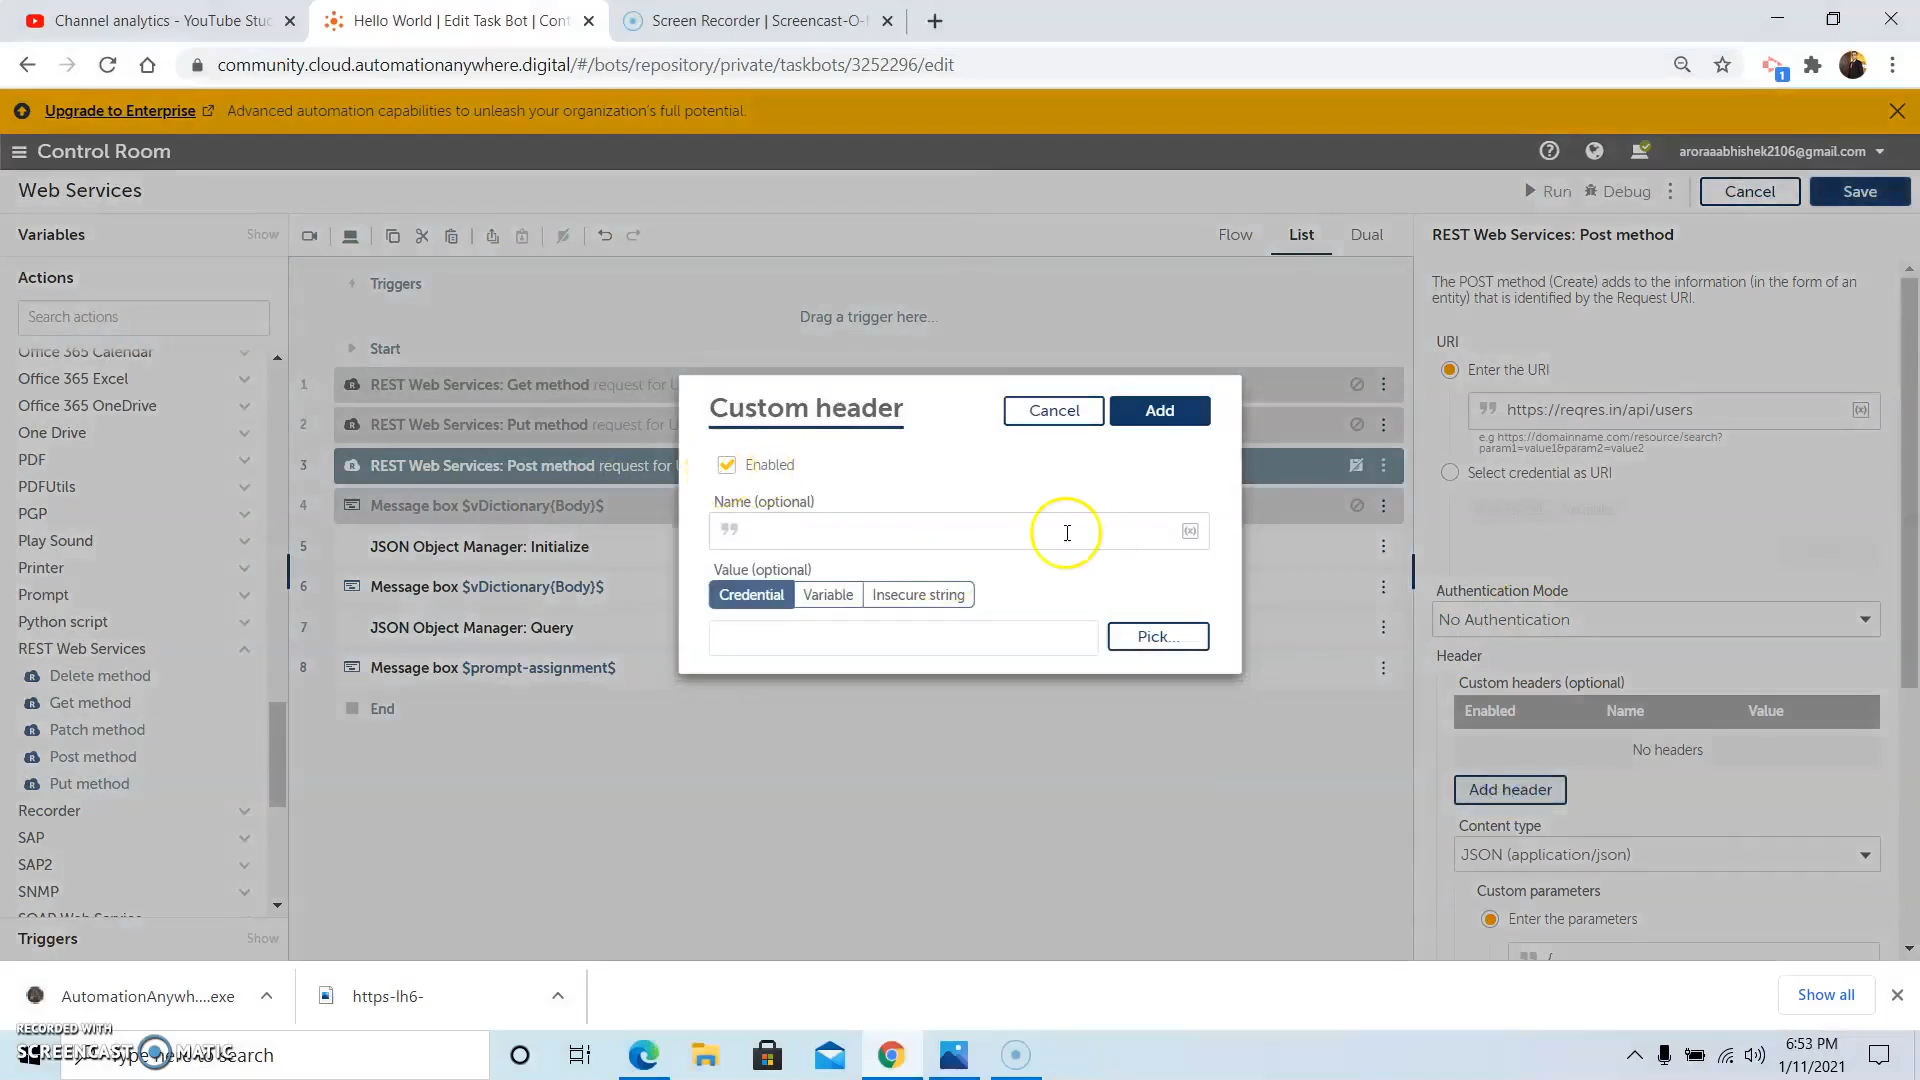 Channel analytics - YouTube Stud
Hello World | Edit Task Bot | Cont
Screen Recorder | Screencast-O-
community.cloud.automationanywhere.digital/#/bots/repository/private/taskbots/3252296/edit
1
Upgrade to Enterprise
Advanced automation capabilities to unleash your organization's full potential.
Control Room
aroraaabhishek2106@gmail.com
Web Services
Run
Debug
Cancel
Save
Variables
Show
Flow
List
Dual
REST Web Services: Post method
Actions
Search actions
Office 365 Calendar
Office 365 Excel
Office 365 OneDrive
One Drive
PDF
PDFUtils
PGP
Play Sound
Printer
Prompt
Python script
REST Web Services
Delete method
Get method
Patch method
Post method
Put method
Recorder
SAP
SAP2
SNMP
SOAP Web Service
Triggers
Show
Triggers
Drag a trigger here...
Start
1 REST Web Services: Get method request for U
2 REST Web Services: Put method request for U
3 REST Web Services: Post method request for U
4 Message box $vDictionary{Body}$
5 JSON Object Manager: Initialize
6 Message box $vDictionary{Body}$
7 JSON Object Manager: Query
8 Message box $prompt-assignment$
End
Custom header
Cancel
Add
Enabled
Name (optional)
(x)
Value (optional)
Credential
Variable
Insecure string
Pick...
The POST method (Create) adds to the information (in the form of an
entity) that is identified by the Request URI.
URI
Enter the URI
https://reqres.in/api/users
(x)
e.g https://domainname.com/resource/search?
param1=value1&param2=value2
Select credential as URI
Authentication Mode
No Authentication
Header
Custom headers (optional)
Enabled Name Value
No headers
Add header
Content type
JSON (application/json)
Custom parameters
Enter the parameters
{
AutomationAnywh....exe
https-lh6-
Show all
RECORDED WITH
SCREENCAST MATIC
Type here to search
6:53 PM
1/11/2021